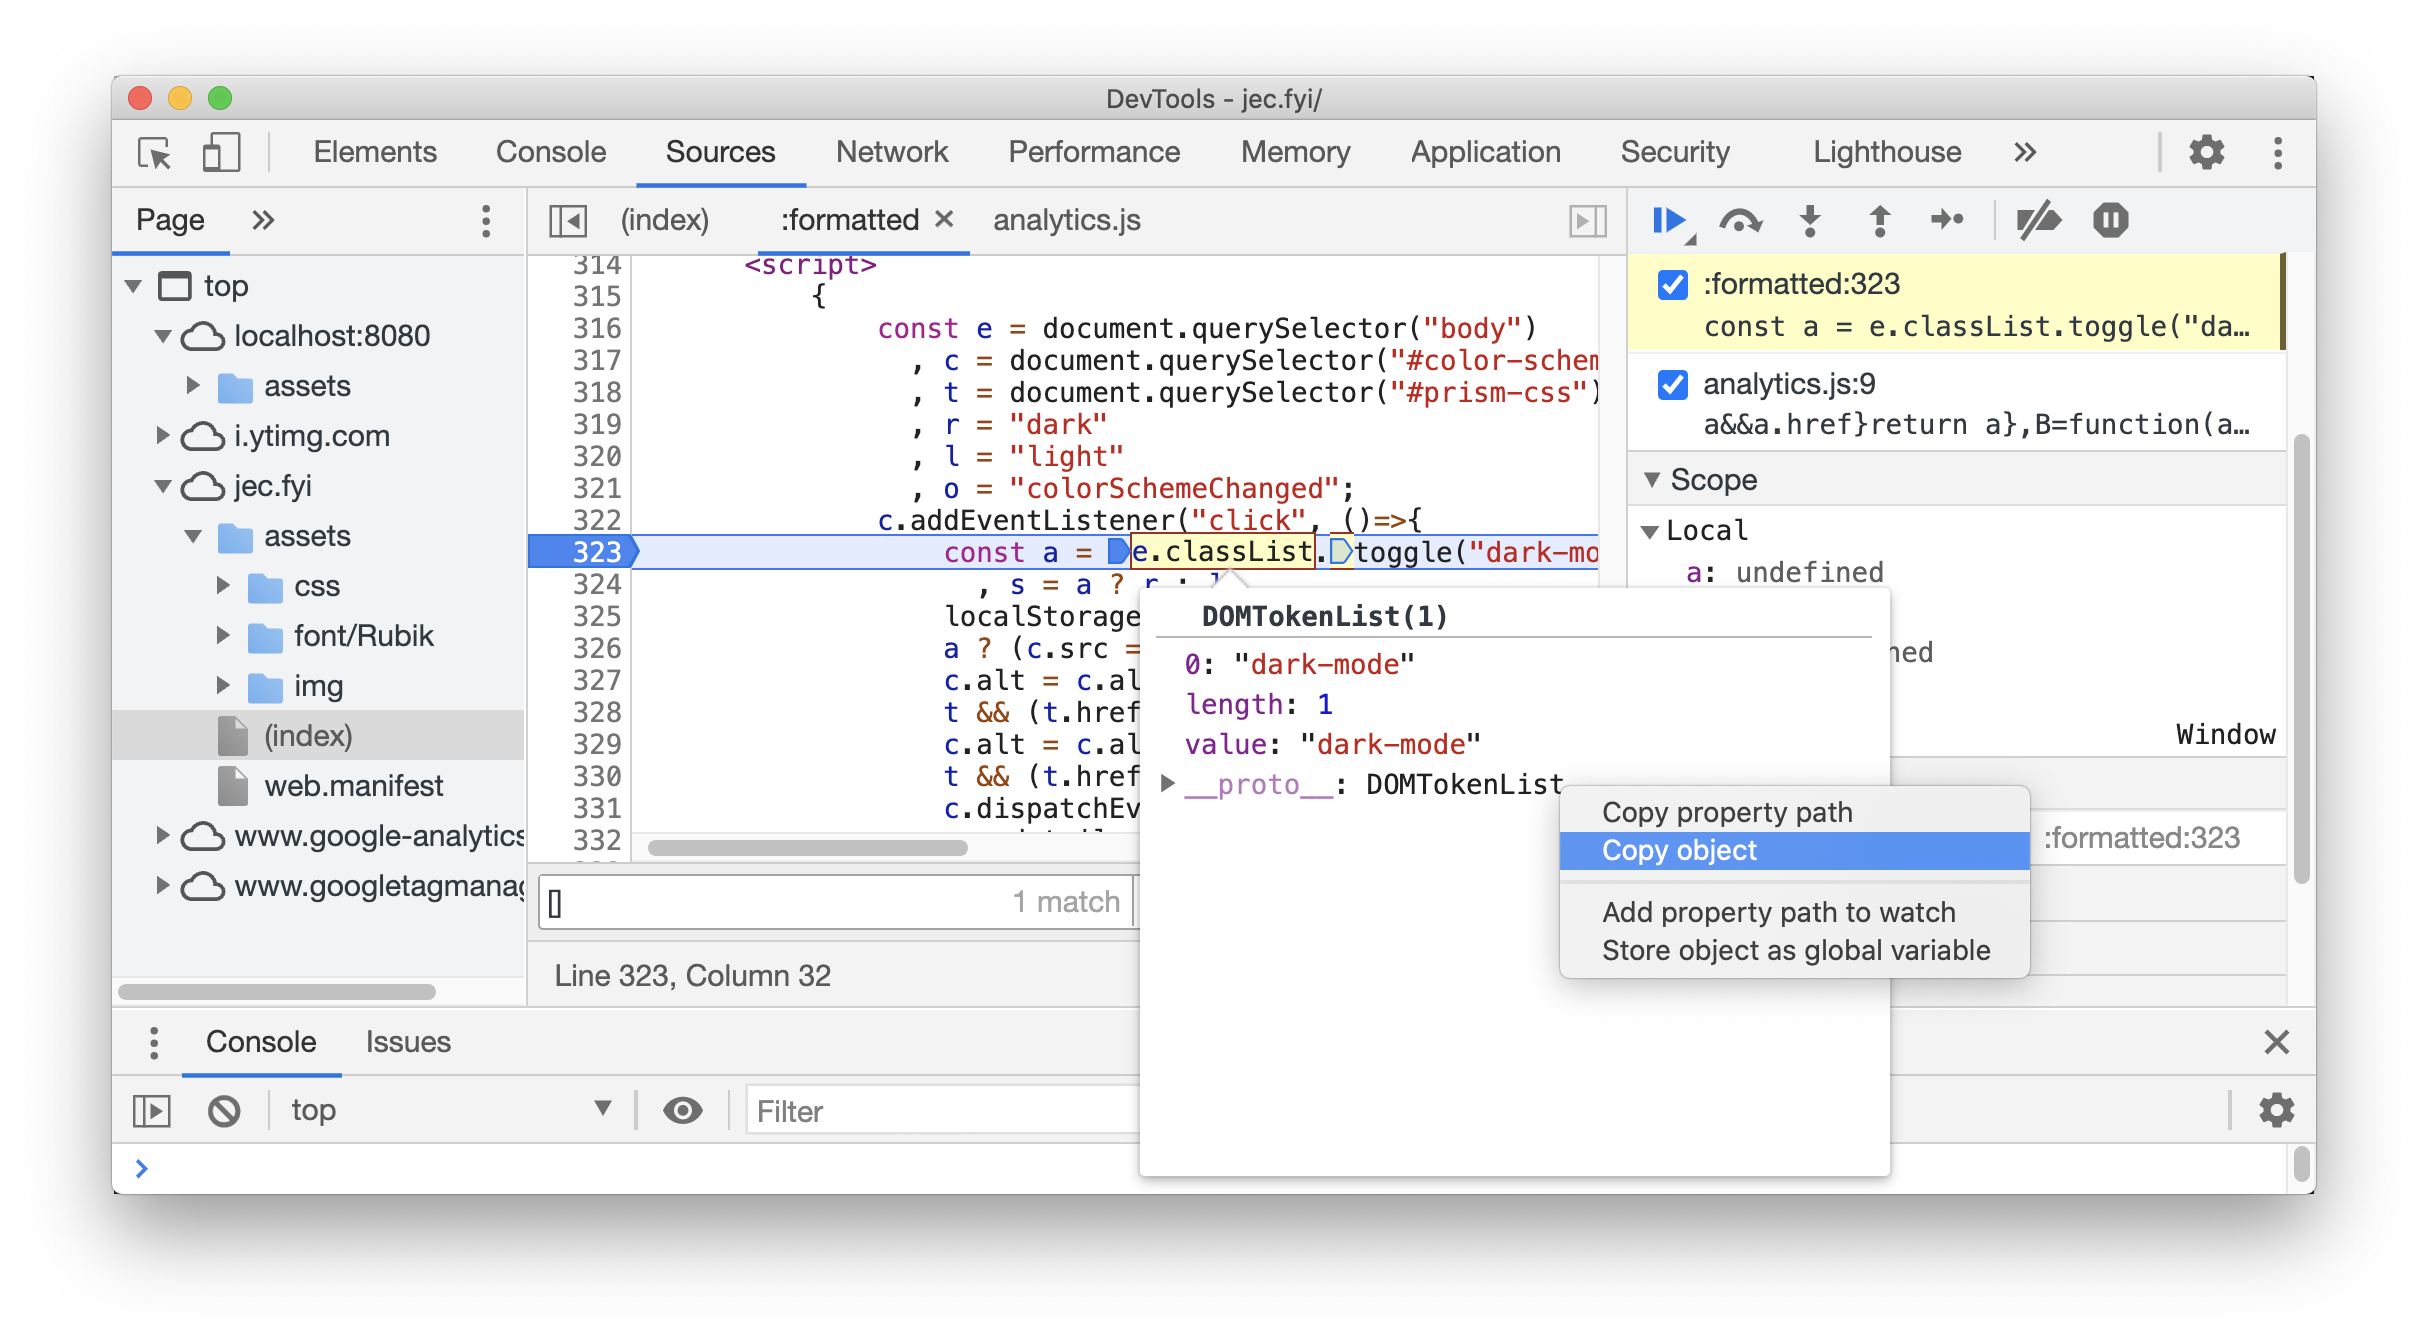 DevTools - jec.fyi/
Elements Console Sources Network Performance Memory Application Security Lighthouse »
Page »
top
localhost:8080
assets
i.ytimg.com
jec.fyi
assets
css
font/Rubik
img
(index)
web.manifest
www.google-analytics
www.googletagmanag
(index) :formatted × analytics.js
314 <script>
315 {
316 const e = document.querySelector("body")
317 , c = document.querySelector("#color-schem
318 , t = document.querySelector("#prism-css")
319 , r = "dark"
320 , l = "light"
321 , o = "colorSchemeChanged";
322 c.addEventListener("click", ()=>{
323 const a = e.classList.toggle("dark-mo
324 , s = a ? r :
325 localStorage
326 a ? (c.src =
327 c.alt = c.al
328 t && (t.href
329 c.alt = c.al
330 t && (t.href
331 c.dispatchEv
332
[]
1 match
Line 323, Column 32
DOMTokenList(1)
0: "dark-mode"
length: 1
value: "dark-mode"
__proto__: DOMTokenList
Copy property path
Copy object
Add property path to watch
Store object as global variable
:formatted:323
const a = e.classList.toggle("da…
analytics.js:9
a&&a.href}return a},B=function(a…
Scope
Local
a: undefined
ned
Window
:formatted:323
Console Issues
top
Filter